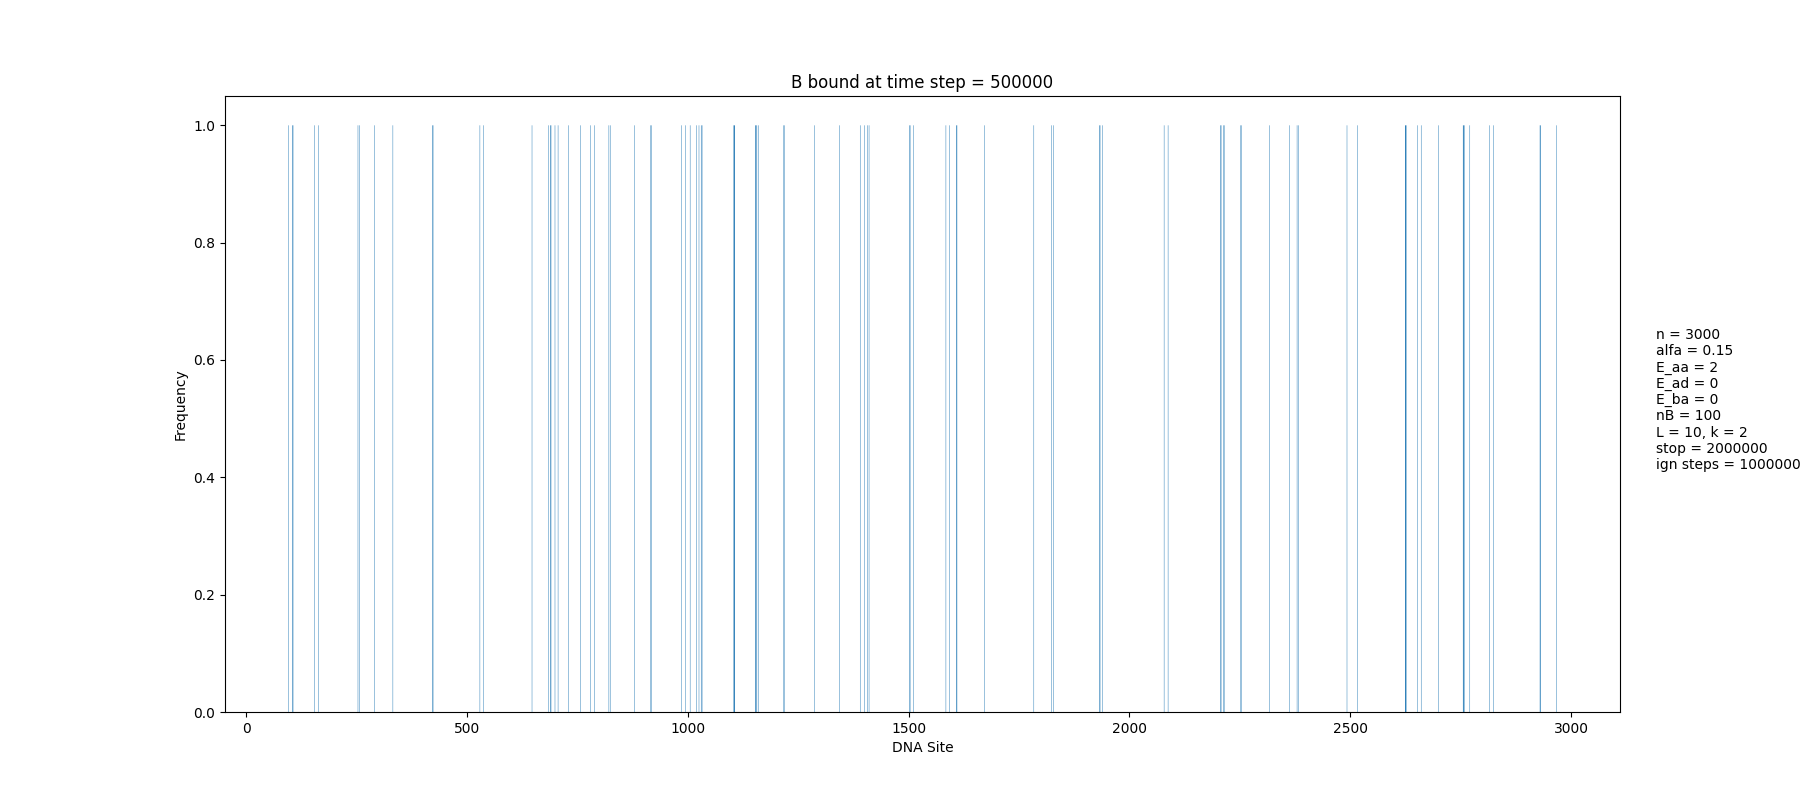 B bound at time step = 500000
1.0
0.8
0.6
0.4
0.2
0.0
Frequency
0 500 1000 1500 2000 2500 3000
DNA Site
n = 3000
alfa = 0.15
E_aa = 2
E_ad = 0
E_ba = 0
nB = 100
L = 10, k = 2
stop = 2000000
ign steps = 1000000